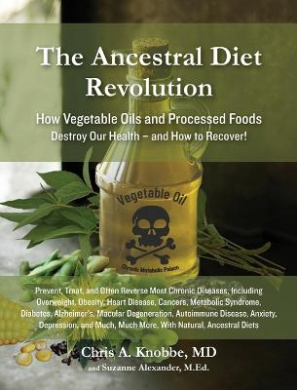 The Ancestral Diet
Revolution
How Vegetable Oils and Processed Foods
Destroy Our Health – and How to Recover!
Vegetable Oil
Chronic Metabolic Poison
Prevent, Treat, and Often Reverse Most Chronic Diseases, Including
Overweight, Obesity, Heart Disease, Cancers, Metabolic Syndrome,
Diabetes, Alzheimer's, Macular Degeneration, Autoimmune Disease, Anxiety,
Depression, and Much, Much More, With Natural, Ancestral Diets
Chris A. Knobbe, MD
and Suzanne Alexander, M.Ed.